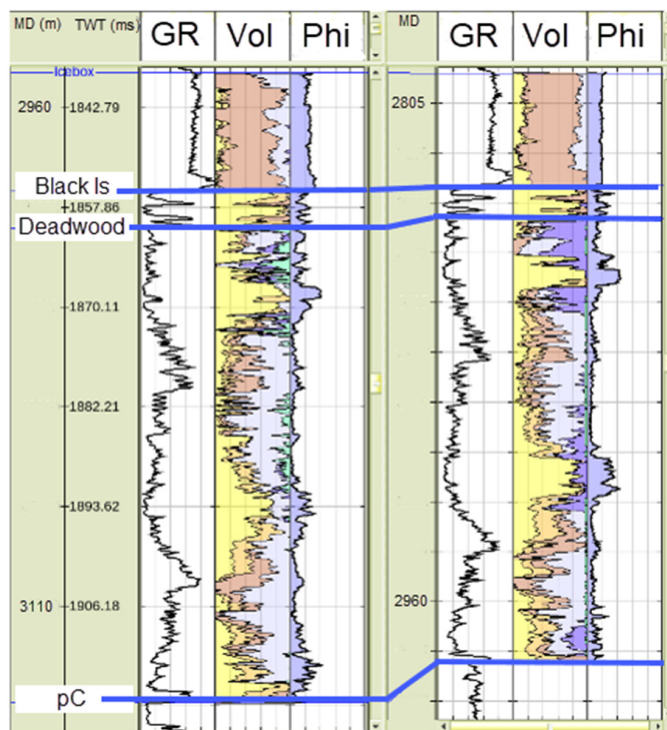 MD (m) TWT (ms) GR Vol Phi MD GR Vol Phi
Icebox
2960 1842.79 2805
Black Is
1857.86
Deadwood
1870.11
1882.21
1893.62
3110 1906.18 2960
pC